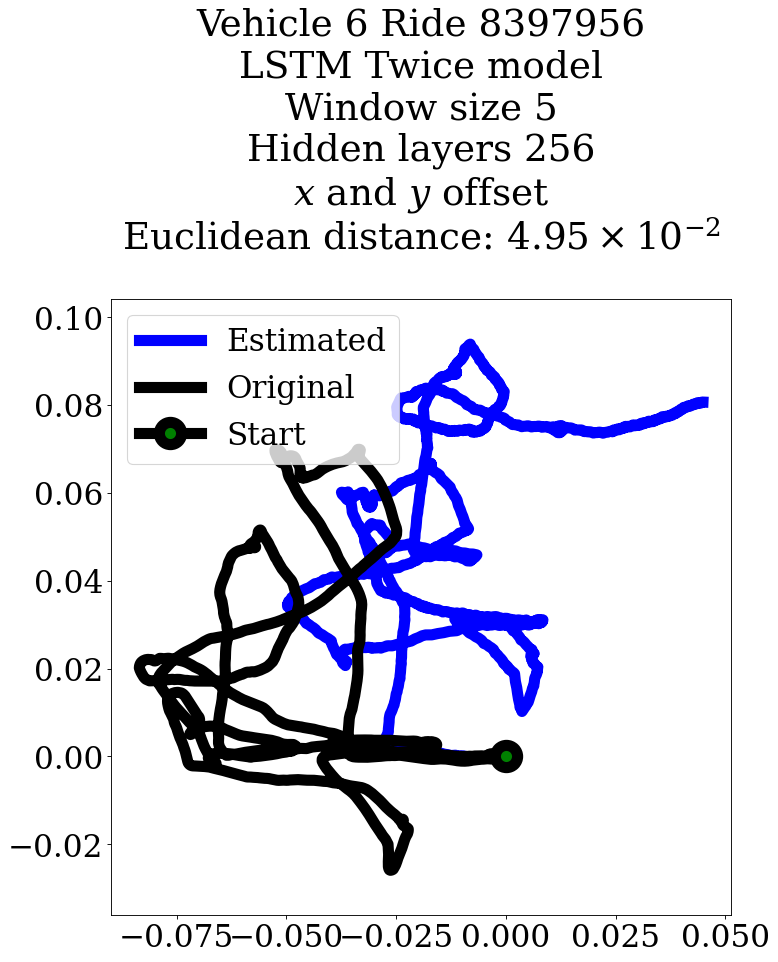 Vehicle 6 Ride 8397956
LSTM Twice model
Window size 5
Hidden layers 256
x and y offset
Euclidean distance: 4.95 × 10⁻²
0.10
Estimated
Original
0.08
Start
0.06
0.04
0.02
0.00
−0.02
−0.075 −0.050 −0.025 0.000 0.025 0.050